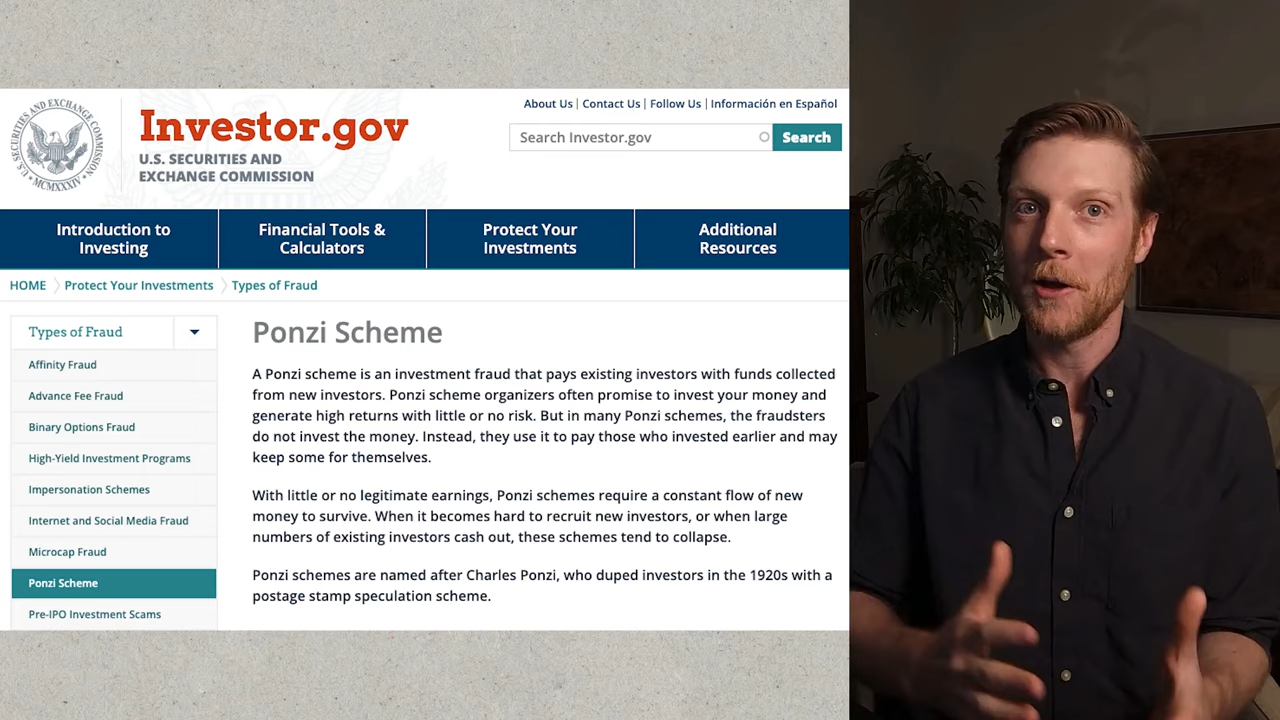 About Us | Contact Us | Follow Us | Información en Español
U.S. SECURITIES AND EXCHANGE COMMISSION
MCMXXXIV
Investor.gov
U.S. SECURITIES AND
EXCHANGE COMMISSION
Search Investor.gov
Search
Introduction to
Investing
Financial Tools &
Calculators
Protect Your
Investments
Additional
Resources
HOME
Protect Your Investments
Types of Fraud
Types of Fraud
Affinity Fraud
Advance Fee Fraud
Binary Options Fraud
High-Yield Investment Programs
Impersonation Schemes
Internet and Social Media Fraud
Microcap Fraud
Ponzi Scheme
Pre-IPO Investment Scams
Ponzi Scheme
A Ponzi scheme is an investment fraud that pays existing investors with funds collected
from new investors. Ponzi scheme organizers often promise to invest your money and
generate high returns with little or no risk. But in many Ponzi schemes, the fraudsters
do not invest the money. Instead, they use it to pay those who invested earlier and may
keep some for themselves.
With little or no legitimate earnings, Ponzi schemes require a constant flow of new
money to survive. When it becomes hard to recruit new investors, or when large
numbers of existing investors cash out, these schemes tend to collapse.
Ponzi schemes are named after Charles Ponzi, who duped investors in the 1920s with a
postage stamp speculation scheme.